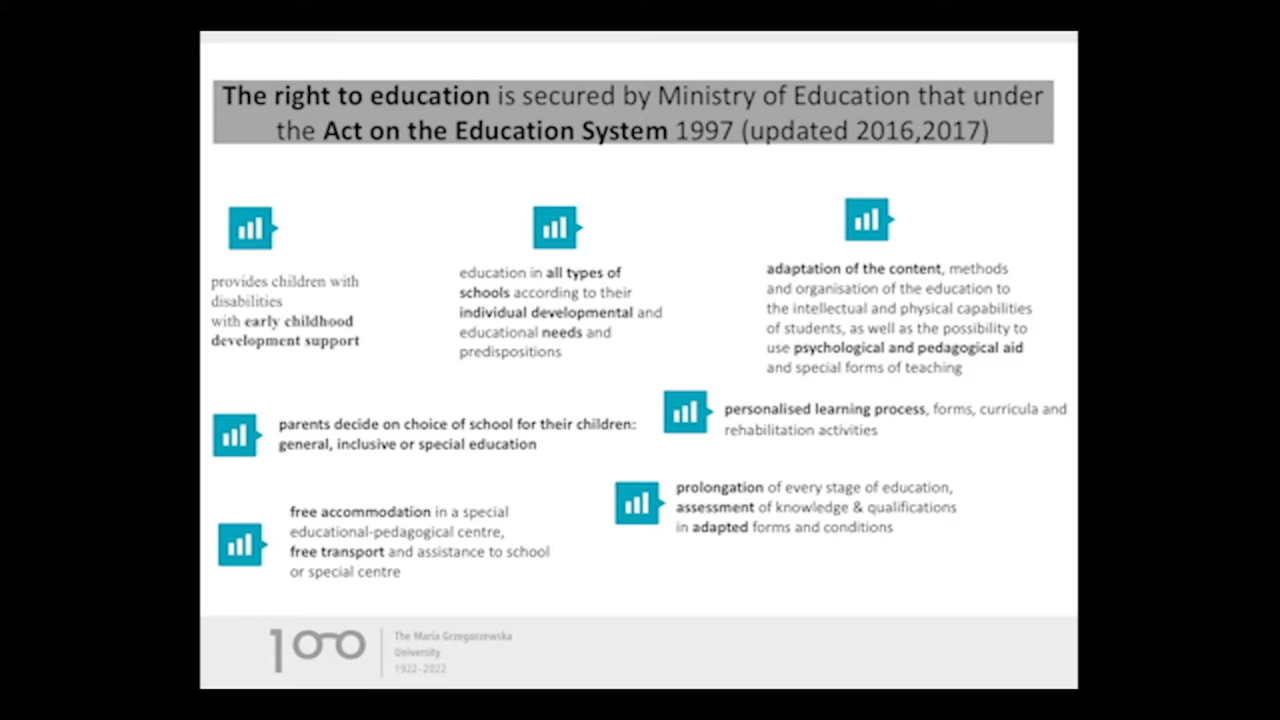 The right to education is secured by Ministry of Education that under
the Act on the Education System 1997 (updated 2016,2017)
provides children with
disabilities
with early childhood
development support
education in all types of
schools according to their
individual developmental and
educational needs and
predispositions
adaptation of the content, methods
and organisation of the education to
the intellectual and physical capabilities
of students, as well as the possibility to
use psychological and pedagogical aid
and special forms of teaching
parents decide on choice of school for their children:
general, inclusive or special education
personalised learning process, forms, curricula and
rehabilitation activities
free accommodation in a special
educational-pedagogical centre,
free transport and assistance to school
or special centre
prolongation of every stage of education,
assessment of knowledge & qualifications
in adapted forms and conditions
100
The Maria Grzegorzewska
University
1922–2022